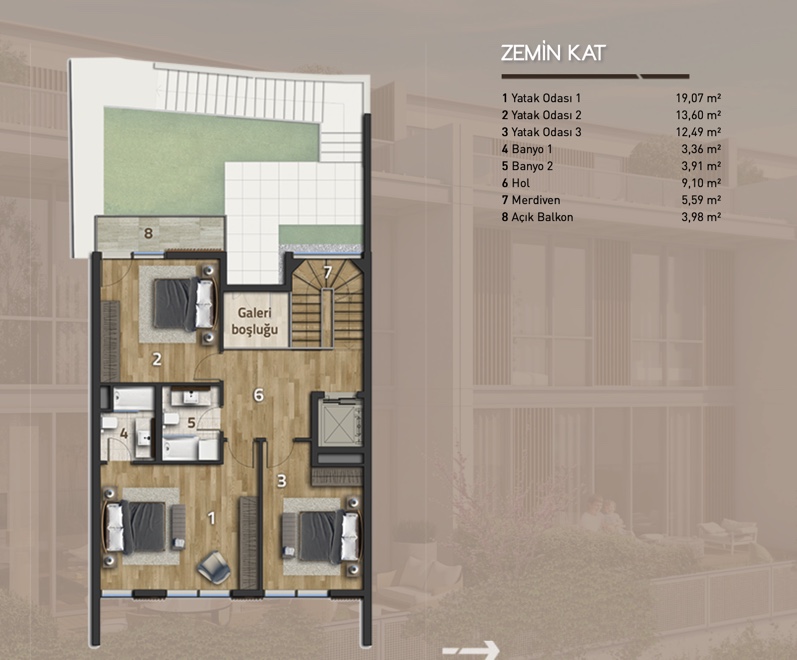 ZEMİN KAT
1 Yatak Odası 1 19,07 m²
2 Yatak Odası 2 13,60 m²
3 Yatak Odası 3 12,49 m²
4 Banyo 1 3,36 m²
5 Banyo 2 3,91 m²
6 Hol 9,10 m²
7 Merdiven 5,59 m²
8 Açık Balkon 3,98 m²
8
7
Galeri
boşluğu
2
6
5
4
3
1